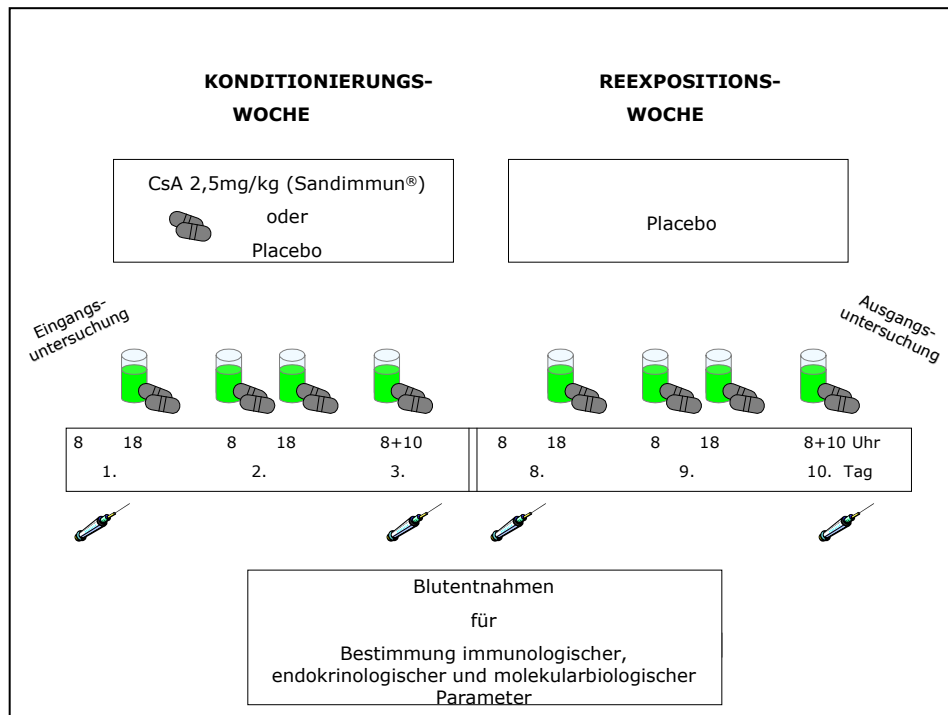 KONDITIONIERUNGS-
WOCHE
REEXPOSITIONS-
WOCHE
CsA 2,5mg/kg (Sandimmun®)
oder
Placebo
Placebo
Eingangs-
untersuchung
Ausgangs-
untersuchung
8 18 8 18 8+10 8 18 8 18 8+10 Uhr
1. 2. 3. 8. 9. 10. Tag
Blutentnahmen
für
Bestimmung immunologischer,
endokrinologischer und molekularbiologischer
Parameter